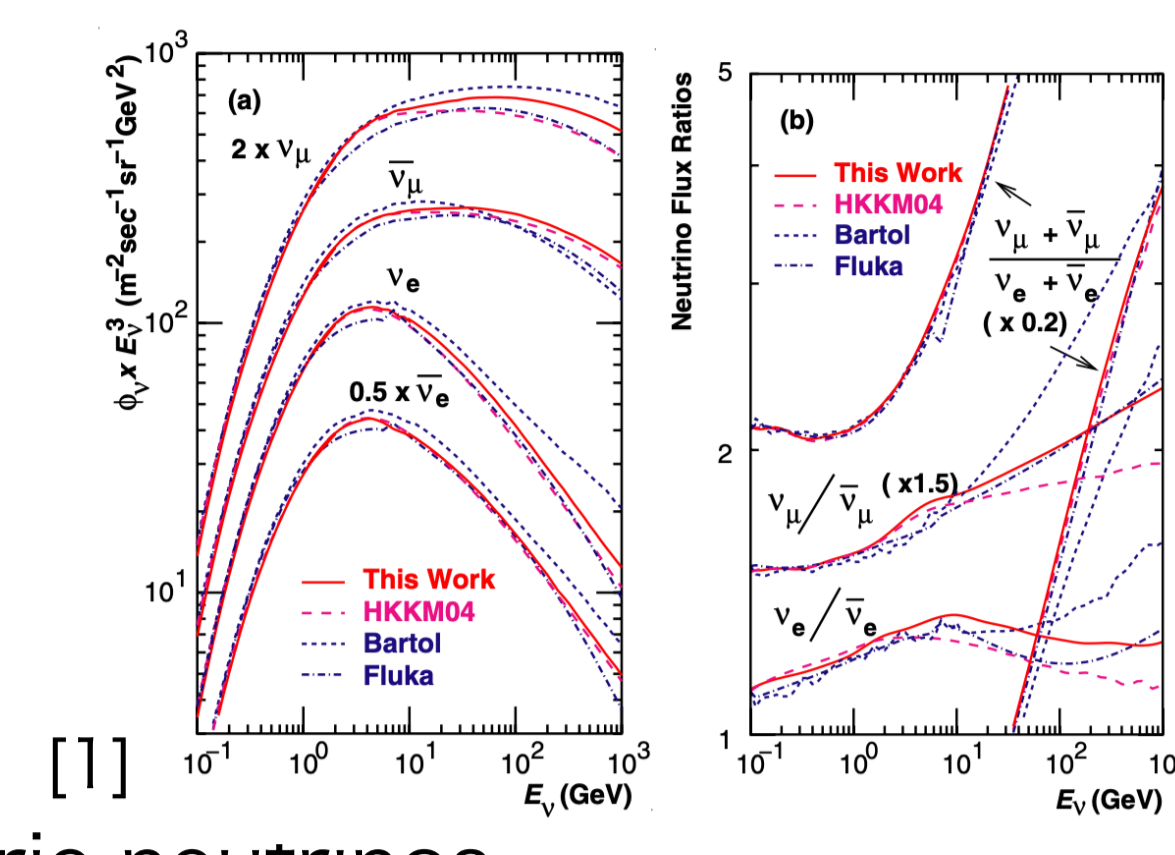 (a)
2 x νμ
ν̄μ
νe
0.5 x ν̄e
This Work
HKKM04
Bartol
Fluka
ϕν x Eν³ (m⁻²sec⁻¹sr⁻¹GeV²)
10³
10²
10¹
10⁻¹ 10⁰ 10¹ 10² 10³
Eν (GeV)
[1]
(b)
This Work
HKKM04
Bartol
Fluka
νμ + ν̄μ
νe + ν̄e
( x 0.2)
νμ/ν̄μ ( x1.5)
νe/ν̄e
Neutrino Flux Ratios
5
2
1
10⁻¹ 10⁰ 10¹ 10² 10
Eν (GeV)